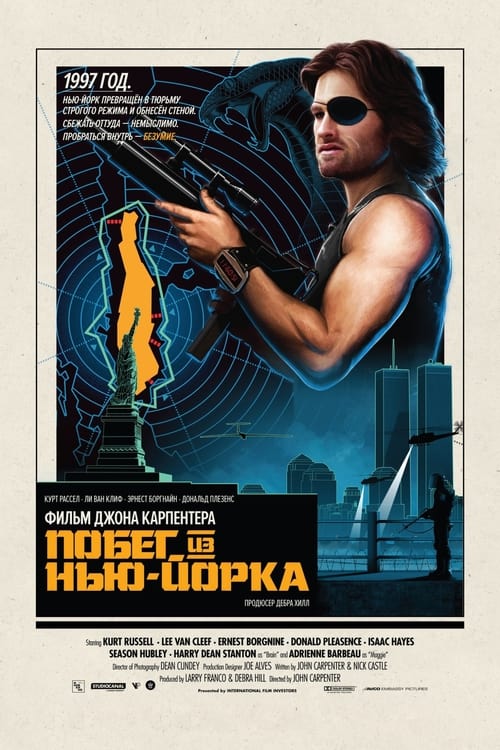 1997 ГОД.
НЬЮ-ЙОРК ПРЕВРАЩЁН В ТЮРЬМУ
СТРОГОГО РЕЖИМА И ОБНЕСЁН СТЕНОЙ.
СБЕЖАТЬ ОТТУДА — НЕМЫСЛИМО.
ПРОБРАТЬСЯ ВНУТРЬ — БЕЗУМИЕ.
КУРТ РАССЕЛ · ЛИ ВАН КЛИФ · ЭРНЕСТ БОРГНАЙН · ДОНАЛЬД ПЛЕЗЕНС
ФИЛЬМ ДЖОНА КАРПЕНТЕРА
ПОБЕГ ИЗ
НЬЮ-ЙОРКА
ПРОДЮСЕР ДЕБРА ХИЛЛ
Starring KURT RUSSELL · LEE VAN CLEEF · ERNEST BORGNINE · DONALD PLEASENCE · ISAAC HAYES
SEASON HUBLEY · HARRY DEAN STANTON as "Brain" and ADRIENNE BARBEAU as "Maggie"
Director of Photography DEAN CUNDEY Production Designer JOE ALVES Written by JOHN CARPENTER & NICK CASTLE
Produced by LARRY FRANCO & DEBRA HILL Directed by JOHN CARPENTER
STUDIOCANAL
Presented by INTERNATIONAL FILM INVESTORS
DOLBY STEREO
AVCO EMBASSY PICTURES